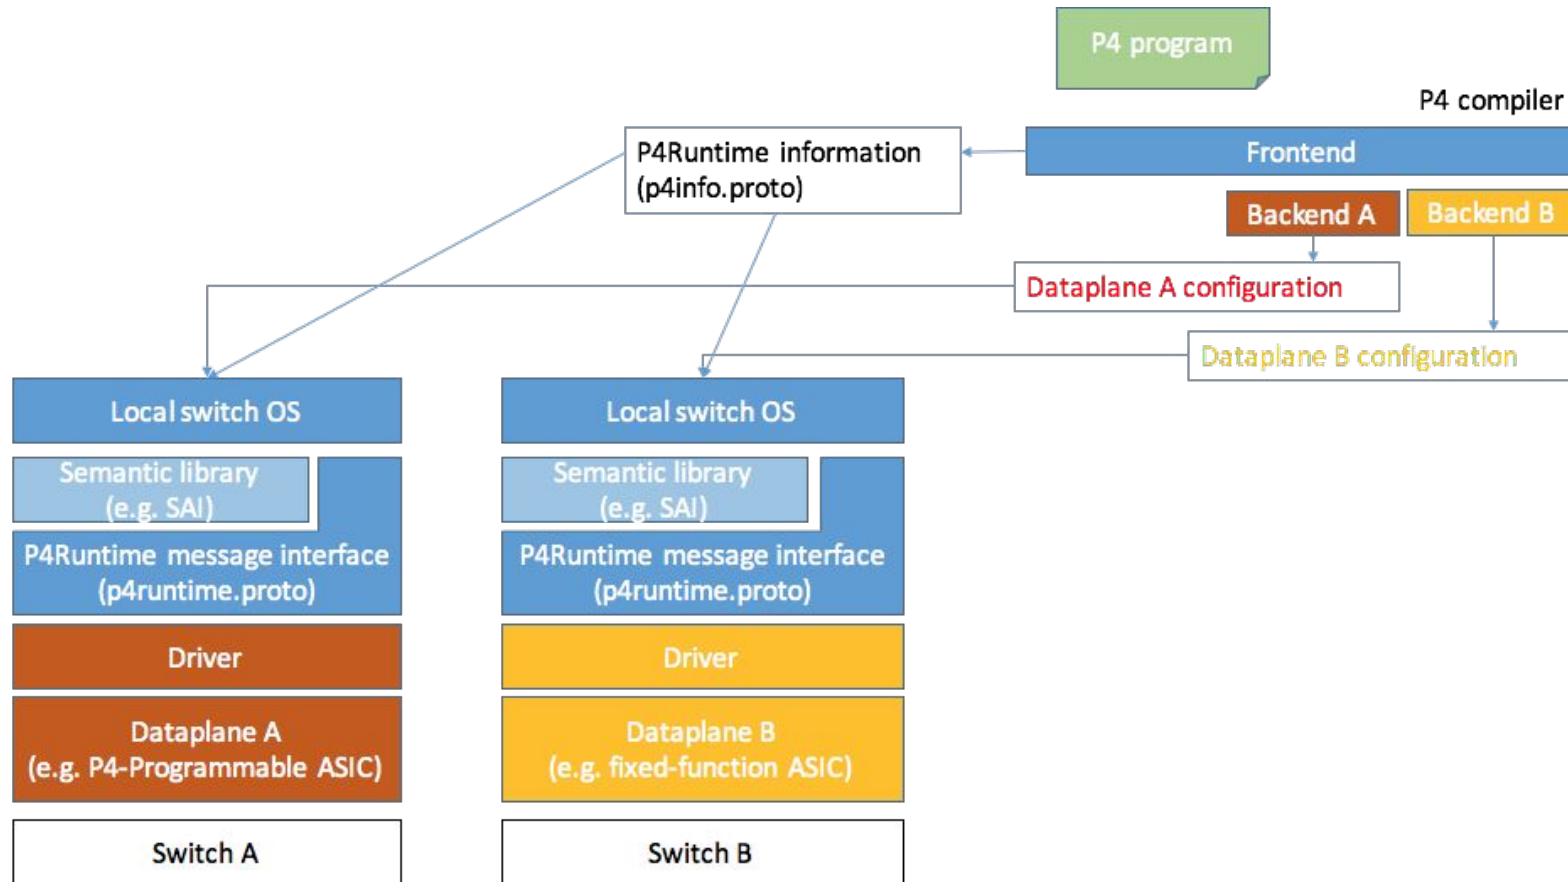 P4 program
P4 compiler
P4Runtime information
(p4info.proto)
Frontend
Backend A
Backend B
Dataplane A configuration
Dataplane B configuration
Local switch OS
Semantic library
(e.g. SAI)
P4Runtime message interface
(p4runtime.proto)
Driver
Dataplane A
(e.g. P4-Programmable ASIC)
Switch A
Local switch OS
Semantic library
(e.g. SAI)
P4Runtime message interface
(p4runtime.proto)
Driver
Dataplane B
(e.g. fixed-function ASIC)
Switch B